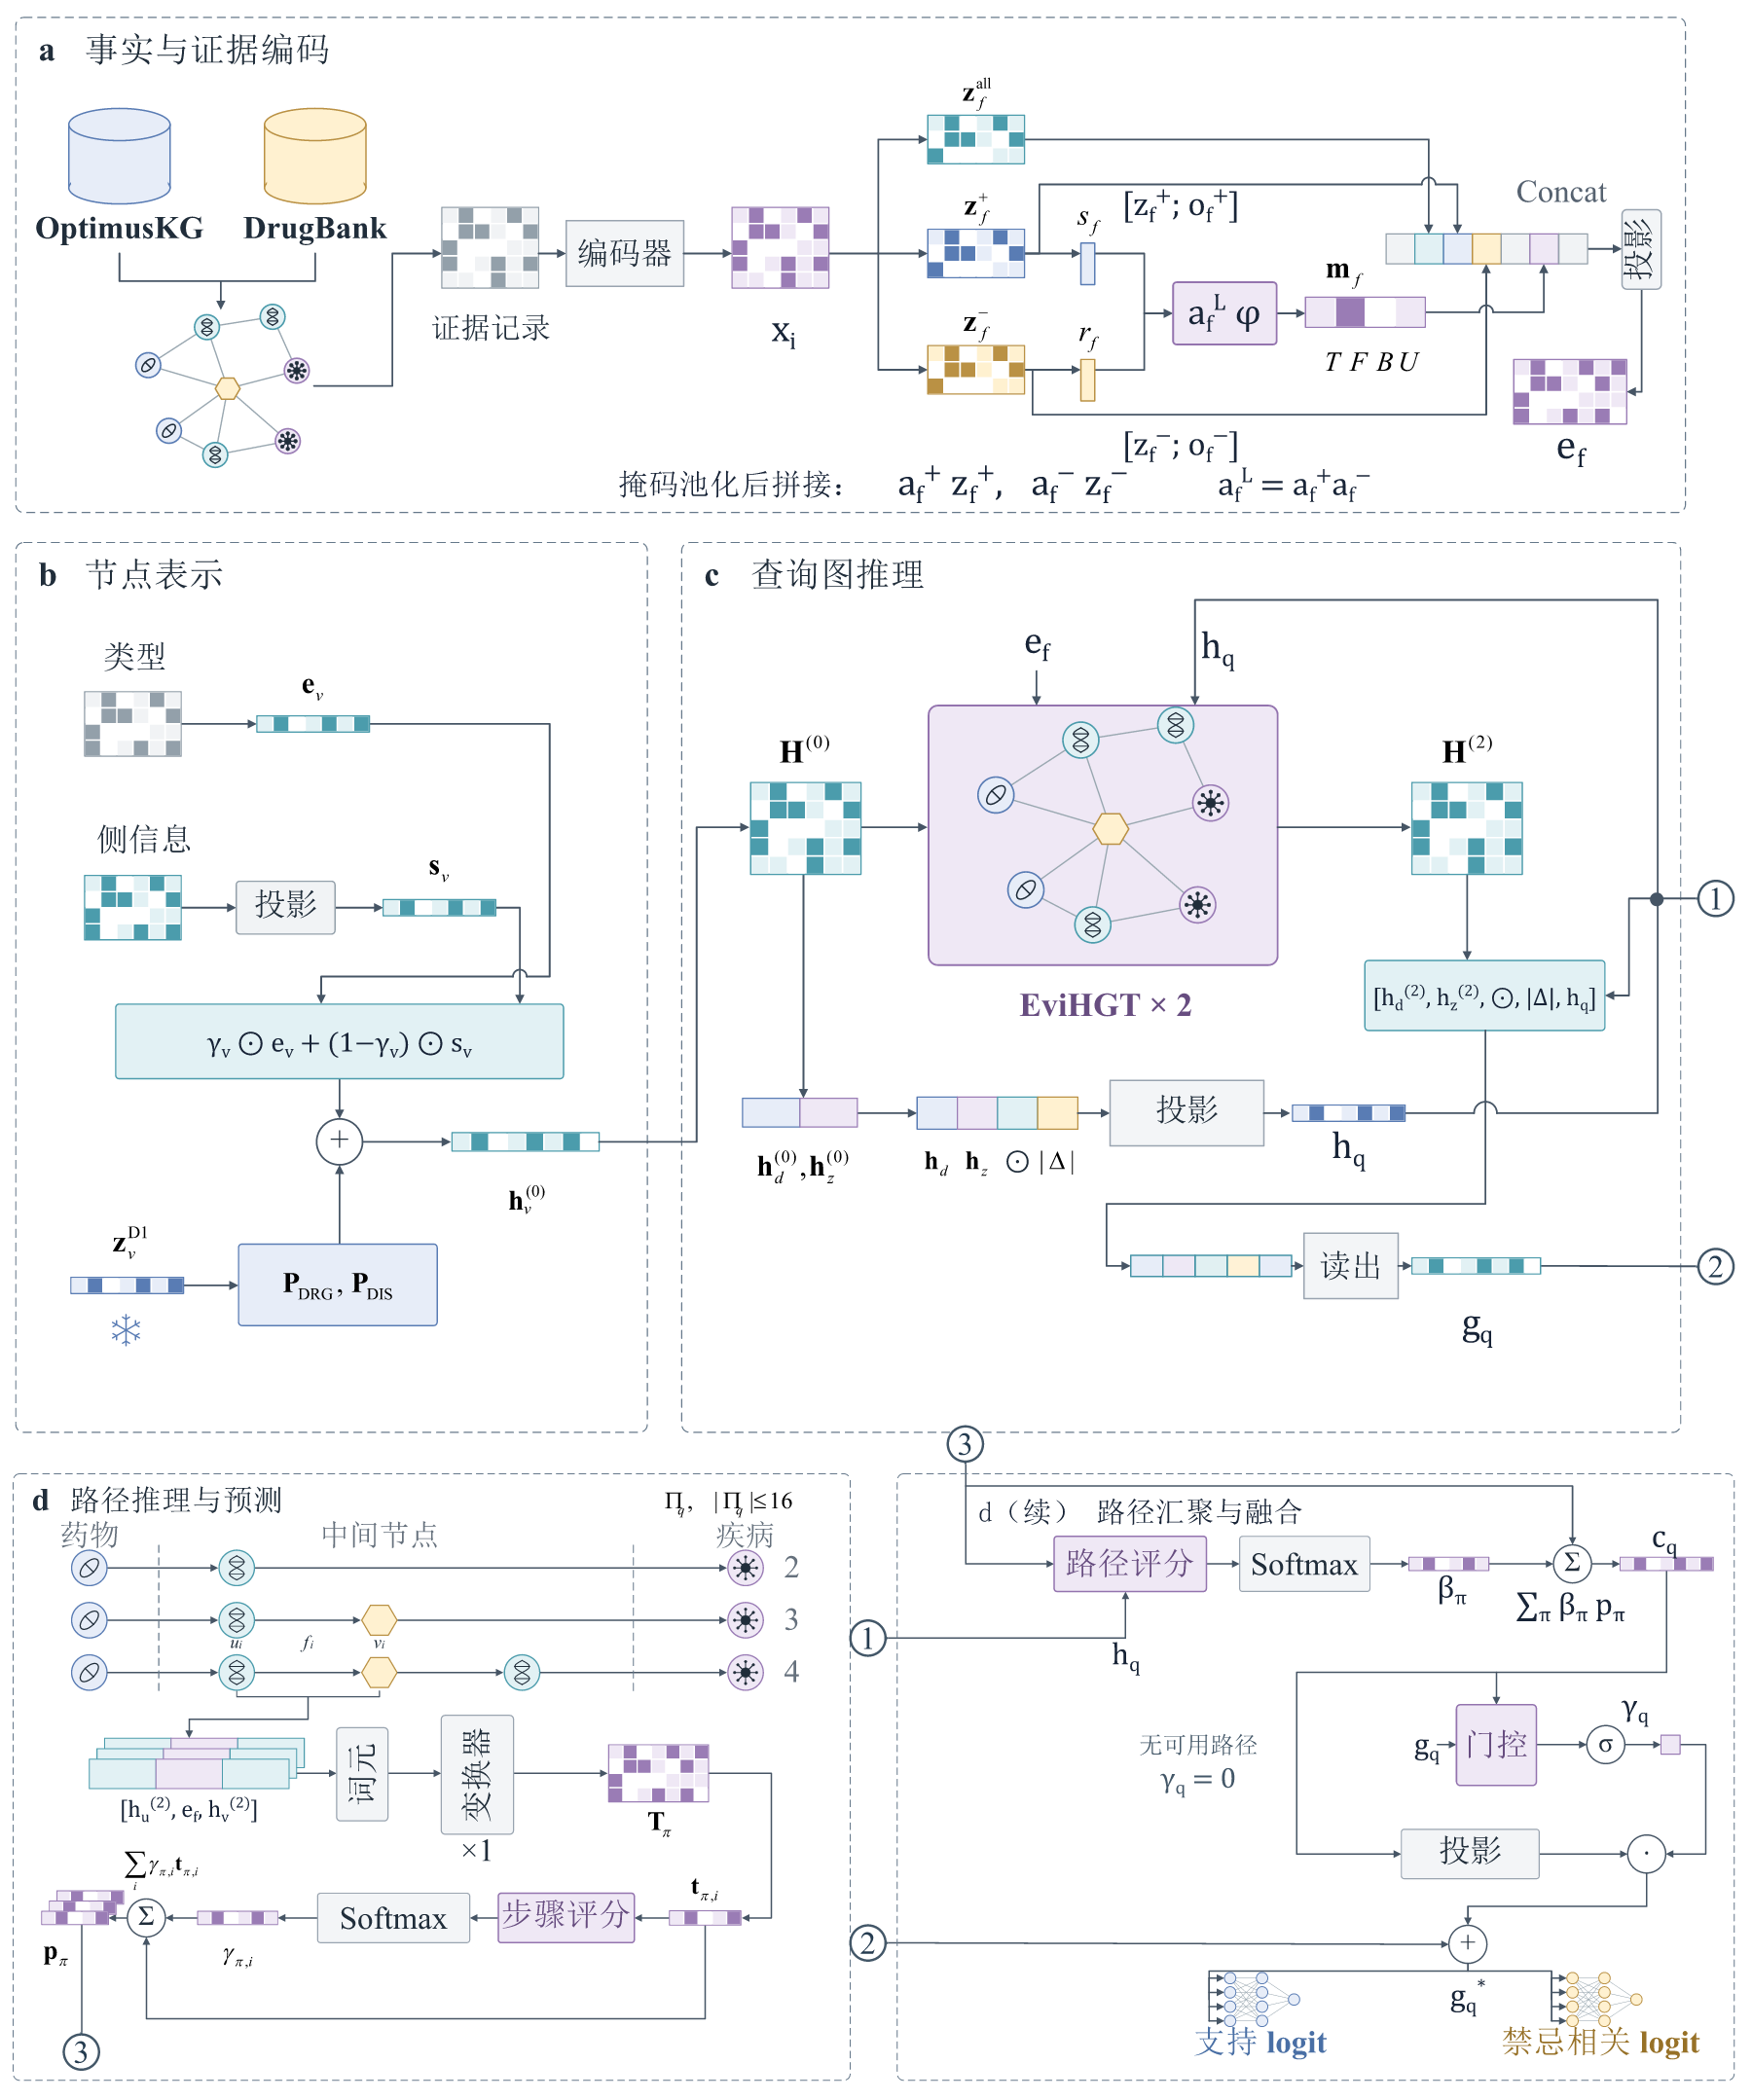 a 事实与证据编码
OptimusKG
DrugBank
证据记录
编码器
x_i
z_f^all
z_f^+
z_f^−
s_f
r_f
[z_f^+; o_f^+]
[z_f^−; o_f^−]
a_f^L φ
m_f
T F B U
Concat
投影
e_f
掩码池化后拼接： a_f^+ z_f^+, a_f^− z_f^− a_f^L = a_f^+ a_f^−
b 节点表示
类型
e_v
侧信息
投影
s_v
γ_v ⊙ e_v + (1−γ_v) ⊙ s_v
+
h_v^(0)
z_v^D1
P_DRG, P_DIS
c 查询图推理
e_f
h_q
H^(0)
H^(2)
EviHGT × 2
[h_d^(2), h_z^(2), ⊙, |Δ|, h_q]
1
h_d^(0), h_z^(0)
h_d h_z ⊙ |Δ|
投影
h_q
读出
g_q
2
3
d 路径推理与预测
Π_q, |Π_q|≤16
药物
中间节点
疾病
2
3
u_i f_i v_i
4
[h_u^(2), e_f, h_v^(2)]
词元
变换器
×1
T_π
t_π,i
步骤评分
Softmax
γ_π,i
Σ
∑_i γ_π,i t_π,i
p_π
3
d（续） 路径汇聚与融合
路径评分
Softmax
β_π
Σ
∑_π β_π p_π
c_q
1
h_q
无可用路径
γ_q = 0
g_q
门控
σ
γ_q
投影
·
2
+
g_q^*
支持 logit
禁忌相关 logit